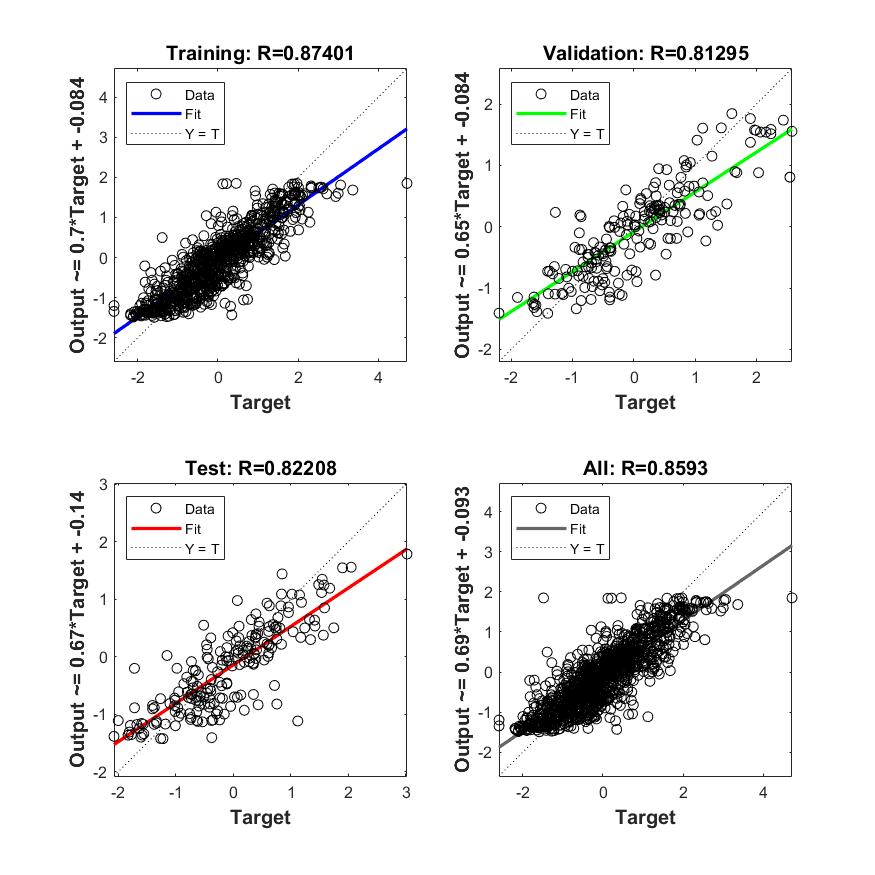 Training: R=0.87401
Output ~= 0.7*Target + -0.084
4
3
2
1
0
-1
-2
Data
Fit
Y = T
-2
0
2
4
Target
Validation: R=0.81295
Output ~= 0.65*Target + -0.084
2
1
0
-1
-2
Data
Fit
Y = T
-2
-1
0
1
2
Target
Test: R=0.82208
Output ~= 0.67*Target + -0.14
3
2
1
0
-1
-2
Data
Fit
Y = T
-2
-1
0
1
2
3
Target
All: R=0.8593
Output ~= 0.69*Target + -0.093
4
3
2
1
0
-1
-2
Data
Fit
Y = T
-2
0
2
4
Target